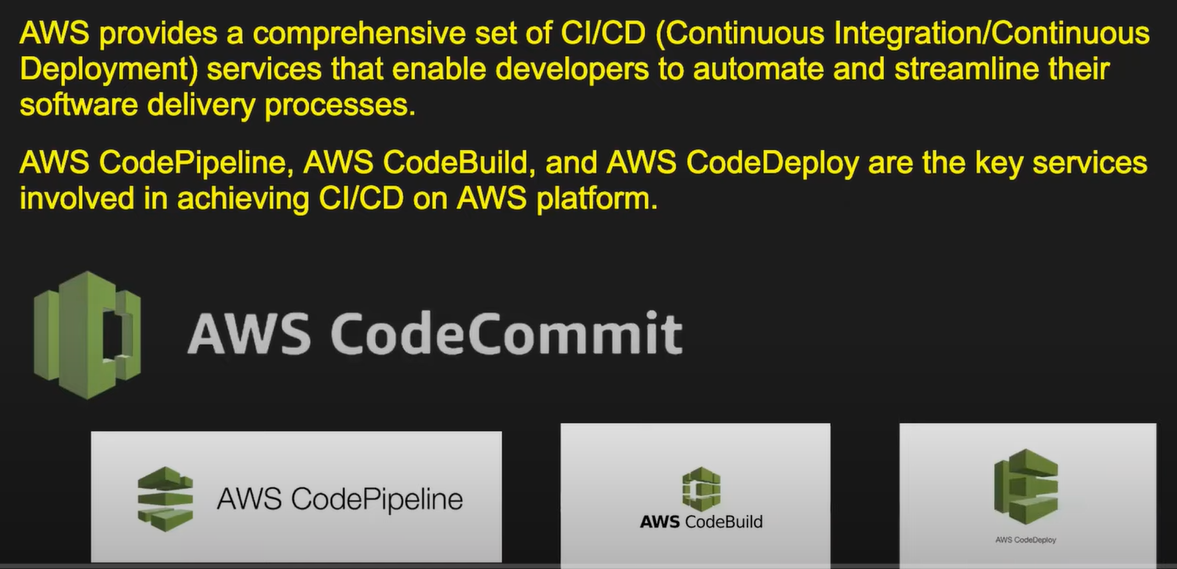 AWS provides a comprehensive set of CI/CD (Continuous Integration/Continuous
Deployment) services that enable developers to automate and streamline their
software delivery processes.
AWS CodePipeline, AWS CodeBuild, and AWS CodeDeploy are the key services
involved in achieving CI/CD on AWS platform.
AWS CodeCommit
AWS CodePipeline
AWS CodeBuild
AWS CodeDeploy